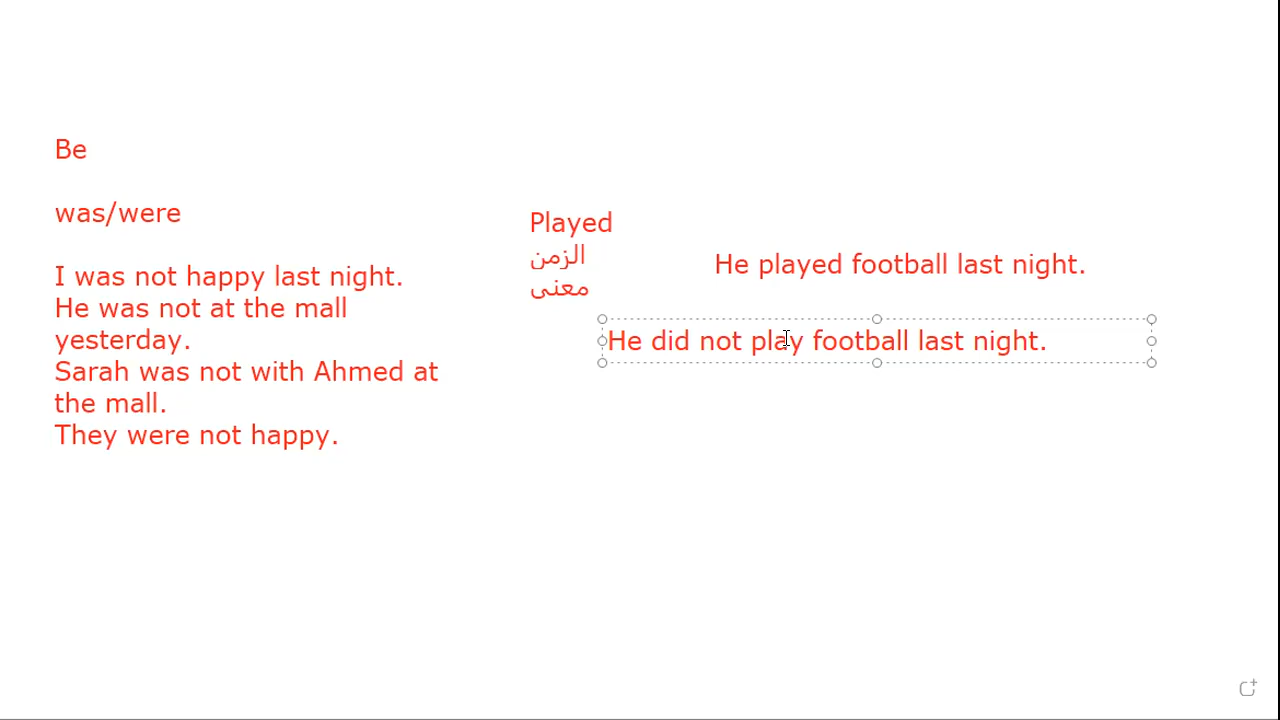 Be
was/were
I was not happy last night.
He was not at the mall
yesterday.
Sarah was not with Ahmed at
the mall.
They were not happy.
Played
الزمن
معنى
He played football last night.
He did not play football last night.